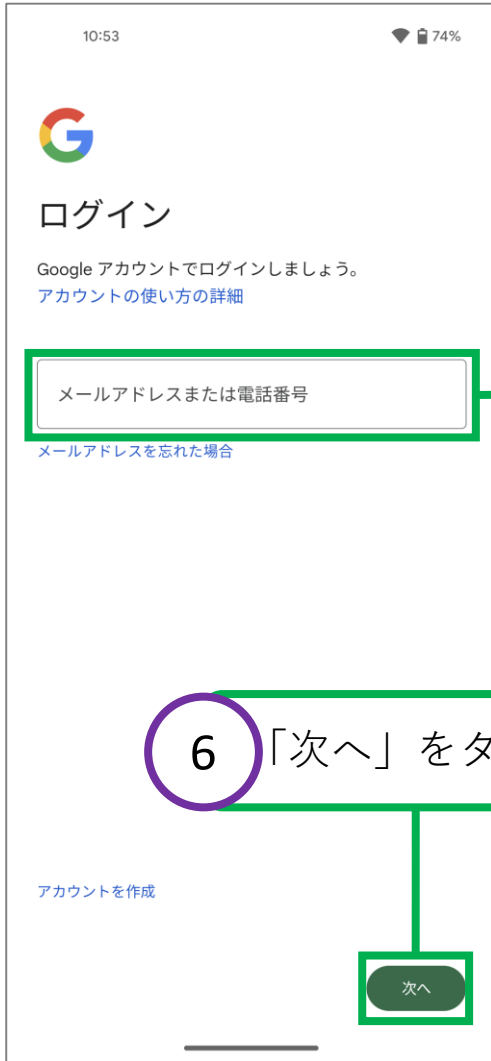 10:53 74%
ログイン
Google アカウントでログインしましょう。
アカウントの使い方の詳細
メールアドレスまたは電話番号
メールアドレスを忘れた場合
6 「次へ」をタ
アカウントを作成
次へ